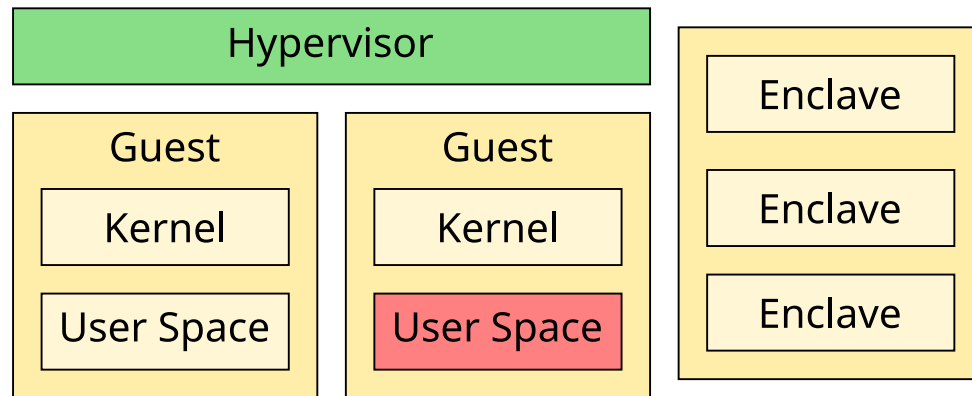 Hypervisor
Guest
Kernel
User Space
Guest
Kernel
User Space
Enclave
Enclave
Enclave